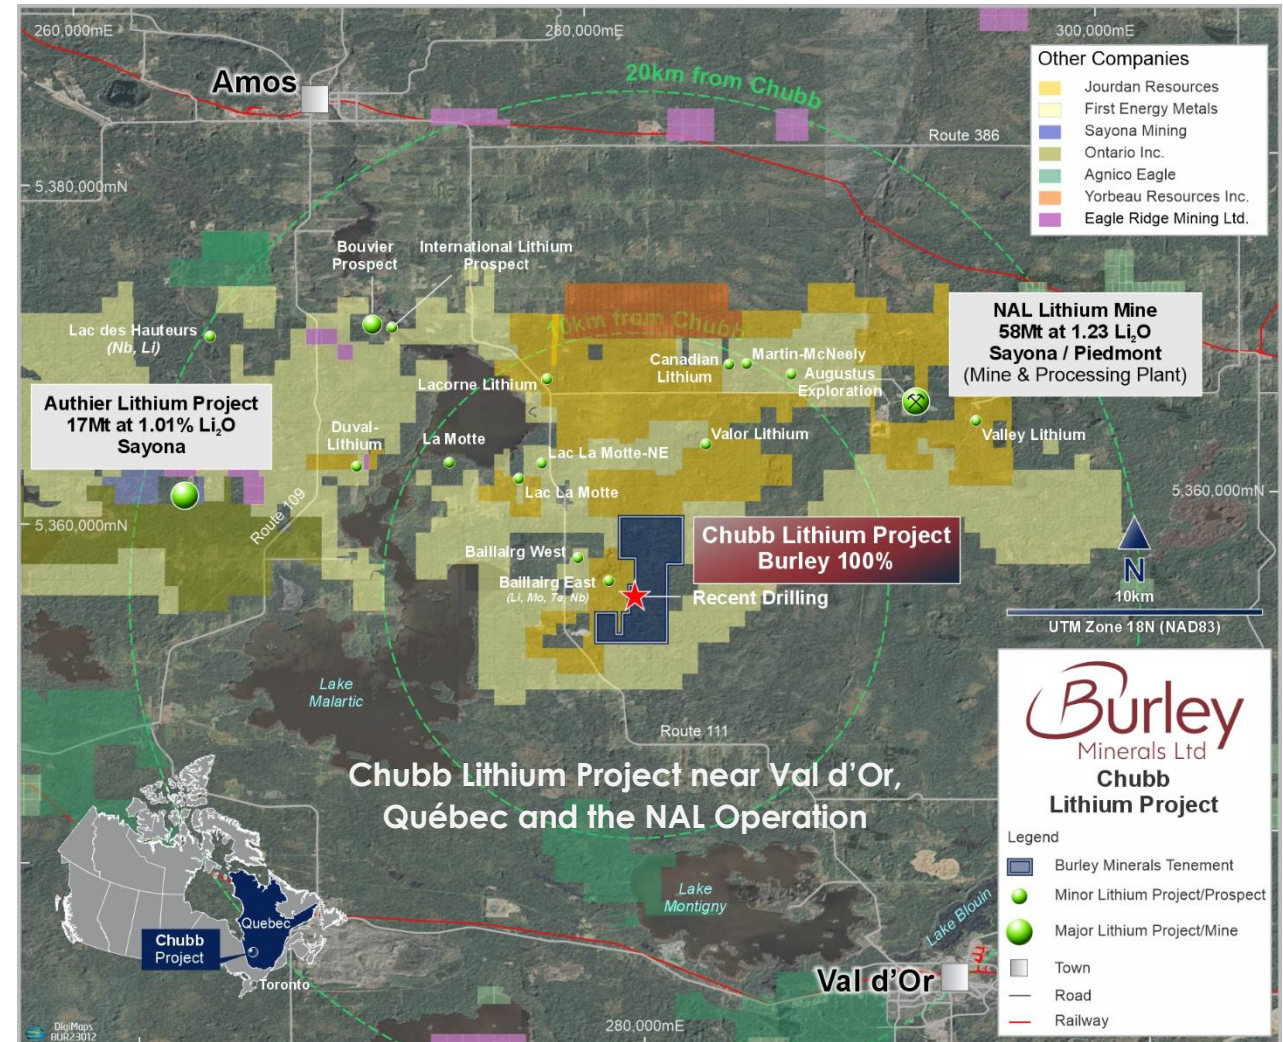 260,000mE
280,000mE
300,000mE
Other Companies
Jourdan Resources
First Energy Metals
Sayona Mining
Ontario Inc.
Agnico Eagle
Yorbeau Resources Inc.
Eagle Ridge Mining Ltd.
Amos
20km from Chubb
Route 386
5,380,000mN
Bouvier
Prospect
International Lithium
Prospect
Lac des Hauteurs
(Nb, Li)
10km from Chubb
NAL Lithium Mine
58Mt at 1.23 Li₂O
Sayona / Piedmont
(Mine & Processing Plant)
Canadian
Lithium
Martin-McNeely
Augustus
Exploration
Lacorne Lithium
Authier Lithium Project
17Mt at 1.01% Li₂O
Sayona
Duval-
Lithium
La Motte
Valor Lithium
Valley Lithium
Lac La Motte-NE
Lac La Motte
5,360,000mN
5,360,000mN
Route 109
Chubb Lithium Project
Burley 100%
Baillairg West
Baillairg East
(Li, Mo, Ta, Nb)
Recent Drilling
N
10km
UTM Zone 18N (NAD83)
Lake
Malartic
Route 111
Chubb Lithium Project near Val d'Or,
Québec and the NAL Operation
Burley
Minerals Ltd
Chubb
Lithium Project
Legend
Burley Minerals Tenement
Minor Lithium Project/Prospect
Major Lithium Project/Mine
Town
Road
Railway
Lake
Montigny
Lake Blouin
Quebec
Chubb
Project
Toronto
Val d'Or
280,000mE
DigiMaps
BUR23012